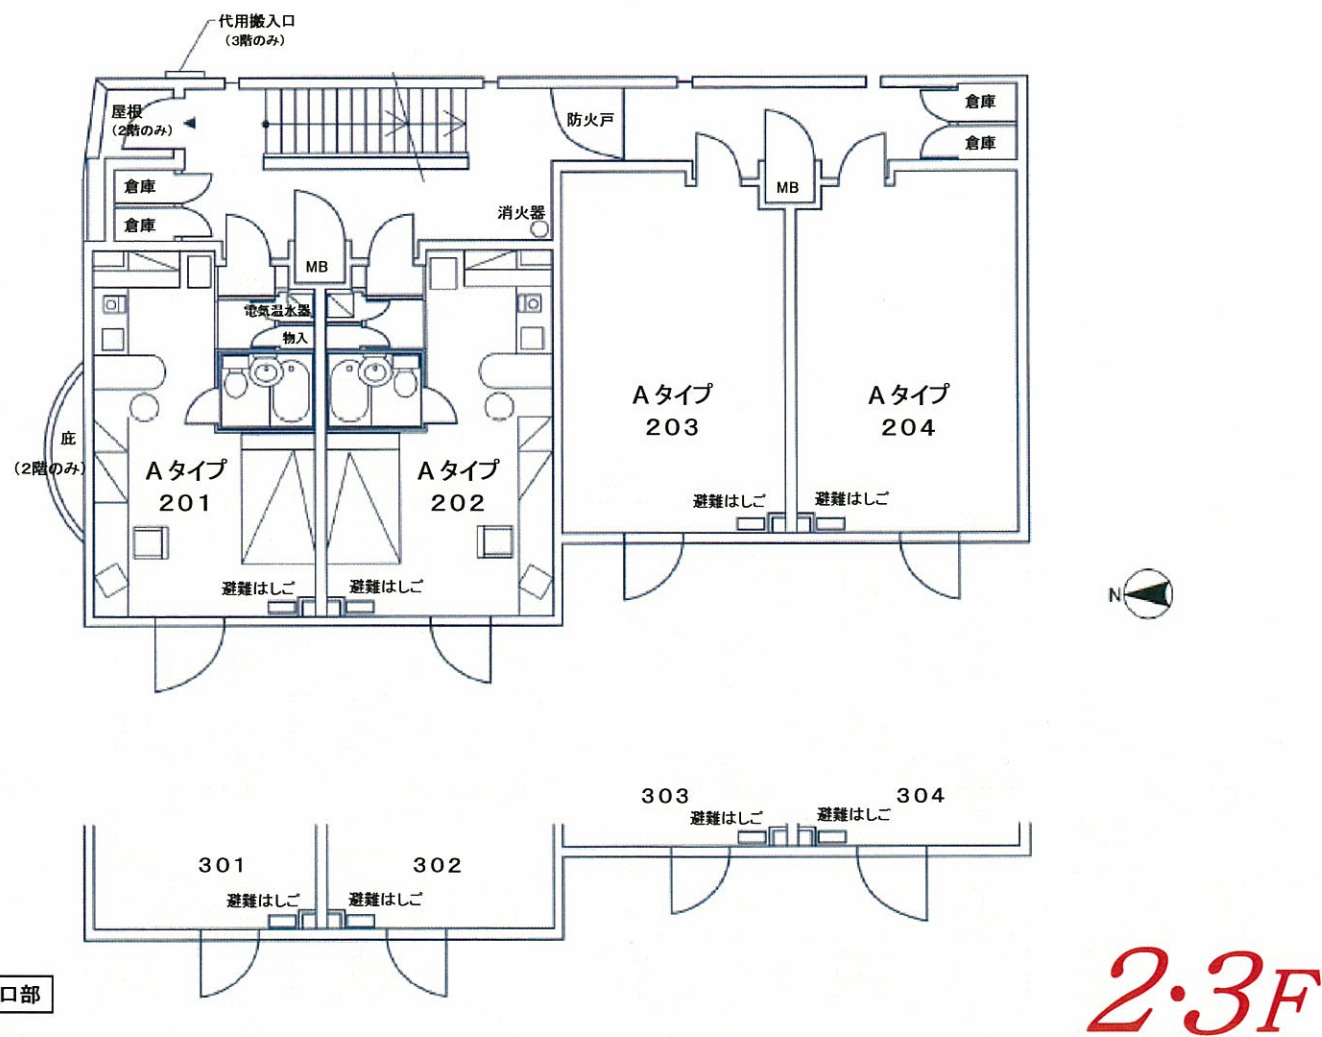 代用搬入口
（3階のみ）
屋根
（2階のみ）
倉庫
倉庫
防火戸
倉庫
倉庫
消火器
MB
MB
電気温水器
物入
庇
（2階のみ）
Aタイプ
201
Aタイプ
202
Aタイプ
203
Aタイプ
204
避難はしご
避難はしご
避難はしご
避難はしご
N
301
302
303
304
避難はしご
避難はしご
避難はしご
避難はしご
口部
2・3F